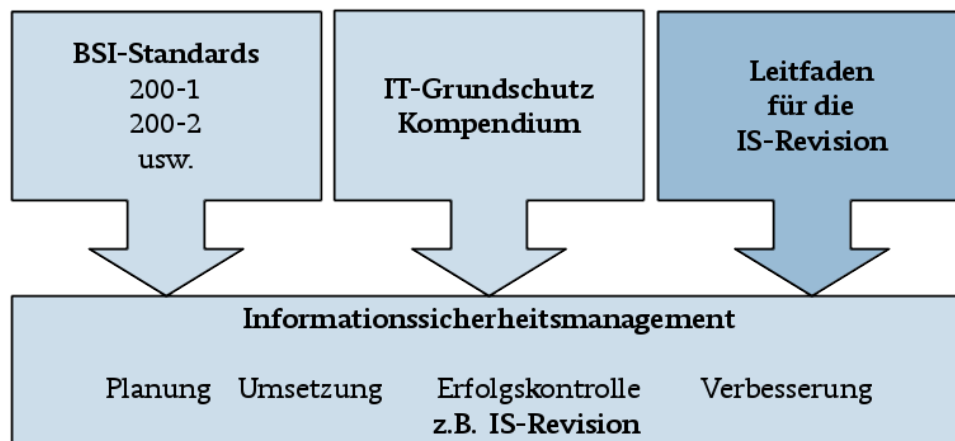 BSI-Standards
200-1
200-2
usw.
IT-Grundschutz
Kompendium
Leitfaden
für die
IS-Revision
Informationssicherheitsmanagement
Planung Umsetzung Erfolgskontrolle Verbesserung
z.B. IS-Revision